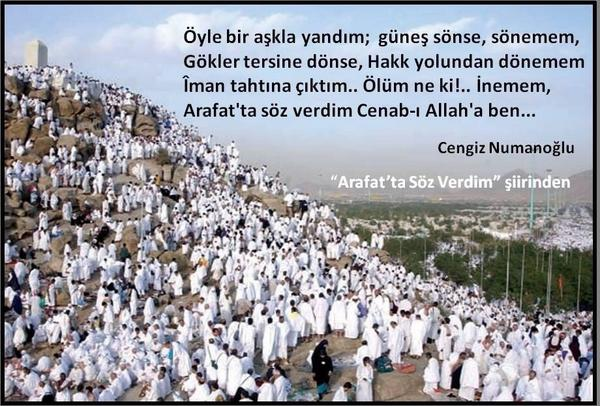 Öyle bir aşkla yandım; güneş sönse, sönemem,
Gökler tersine dönse, Hakk yolundan dönemem
Îman tahtına çıktım.. Ölüm ne ki!.. İnemem,
Arafat'ta söz verdim Cenab-ı Allah'a ben...
Cengiz Numanoğlu
“Arafat’ta Söz Verdim” şiirinden